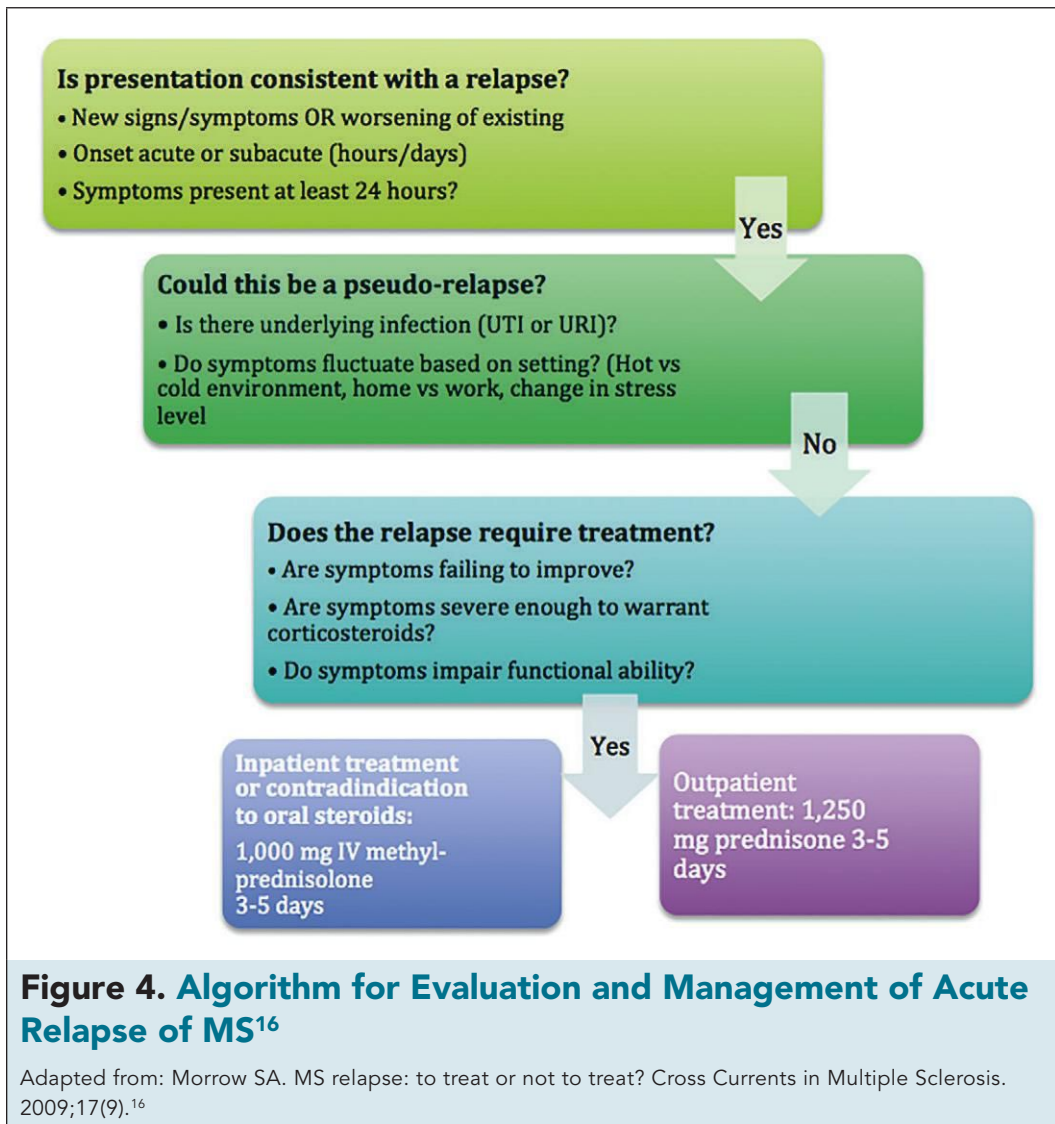 Is presentation consistent with a relapse?
• New signs/symptoms OR worsening of existing
• Onset acute or subacute (hours/days)
• Symptoms present at least 24 hours?
Yes
Could this be a pseudo-relapse?
• Is there underlying infection (UTI or URI)?
• Do symptoms fluctuate based on setting? (Hot vs
cold environment, home vs work, change in stress
level
No
Does the relapse require treatment?
• Are symptoms failing to improve?
• Are symptoms severe enough to warrant
corticosteroids?
• Do symptoms impair functional ability?
Yes
Inpatient treatment
or contradindication
to oral steroids:
1,000 mg IV methyl-
prednisolone
3-5 days
Outpatient
treatment: 1,250
mg prednisone 3-5
days
Figure 4. Algorithm for Evaluation and Management of Acute
Relapse of MS16
Adapted from: Morrow SA. MS relapse: to treat or not to treat? Cross Currents in Multiple Sclerosis.
2009;17(9).16